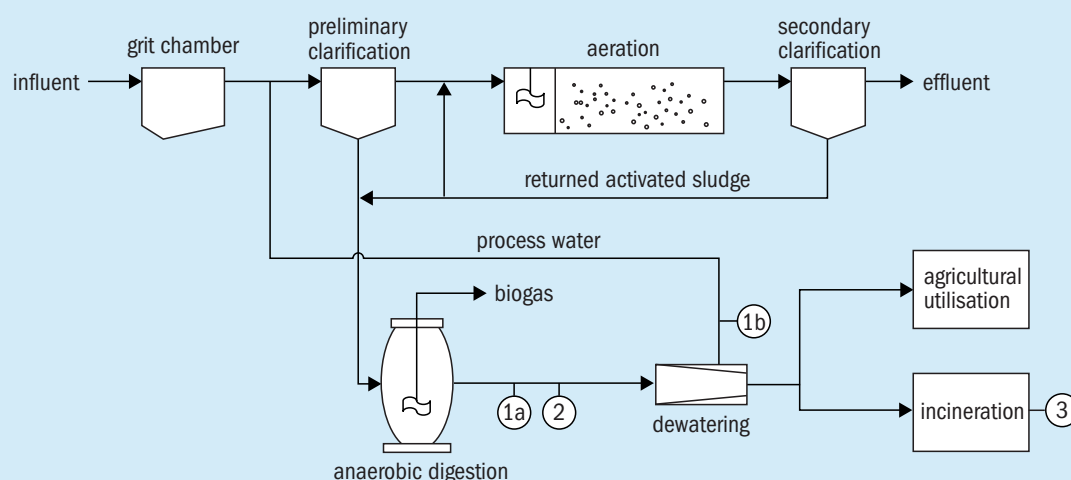 grit chamber
preliminary
clarification
aeration
secondary
clarification
influent
effluent
returned activated sludge
process water
biogas
agricultural
utilisation
1b
1a
2
dewatering
incineration
3
anaerobic digestion